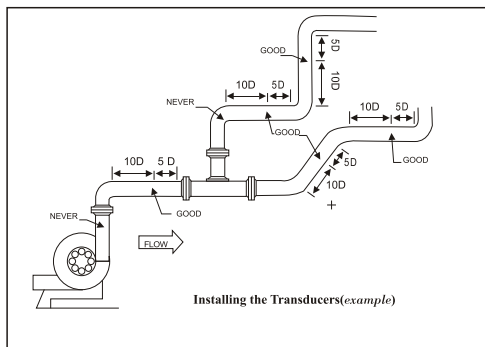 GOOD
5D
10D
10D 5D
NEVER
10D 5D
GOOD
GOOD
5D
10D
10D 5 D
GOOD
NEVER
FLOW
+
Installing the Transducers(example)